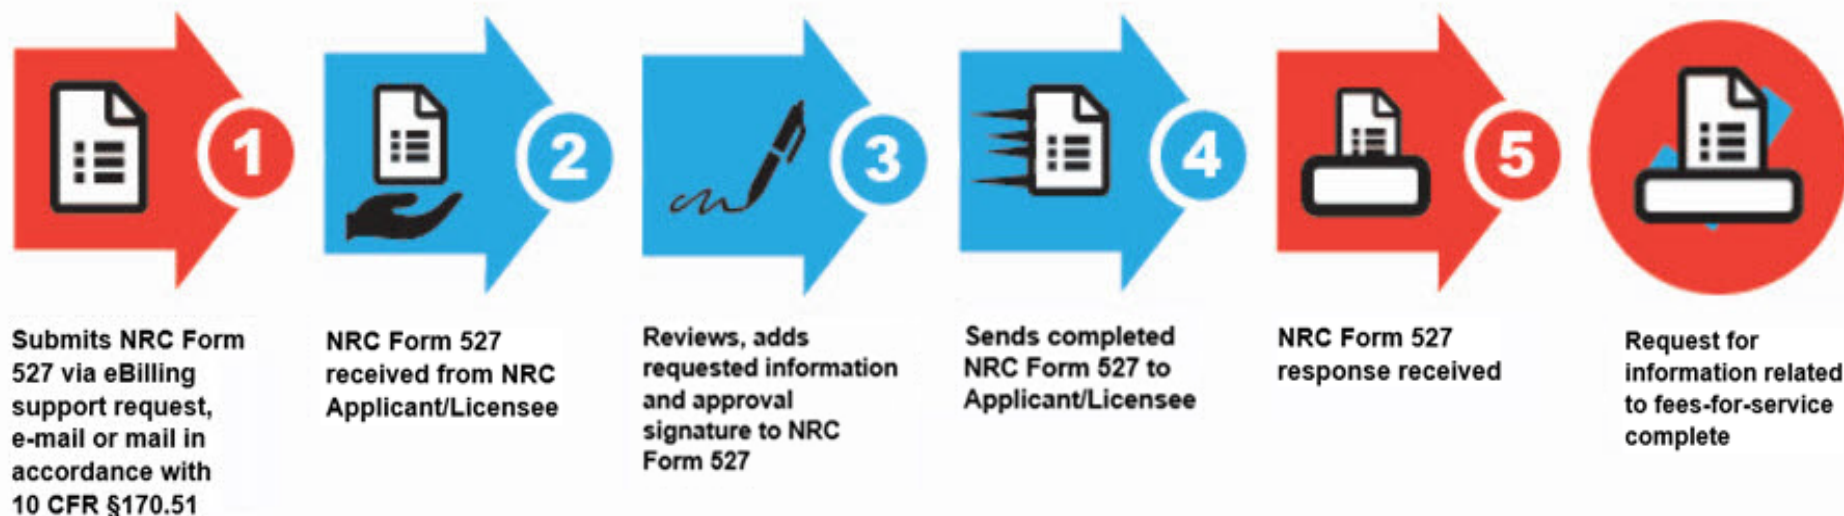 1
2
3
4
5
Submits NRC Form
527 via eBilling
support request,
e-mail or mail in
accordance with
10 CFR §170.51
NRC Form 527
received from NRC
Applicant/Licensee
Reviews, adds
requested information
and approval
signature to NRC
Form 527
Sends completed
NRC Form 527 to
Applicant/Licensee
NRC Form 527
response received
Request for
information related
to fees-for-service
complete